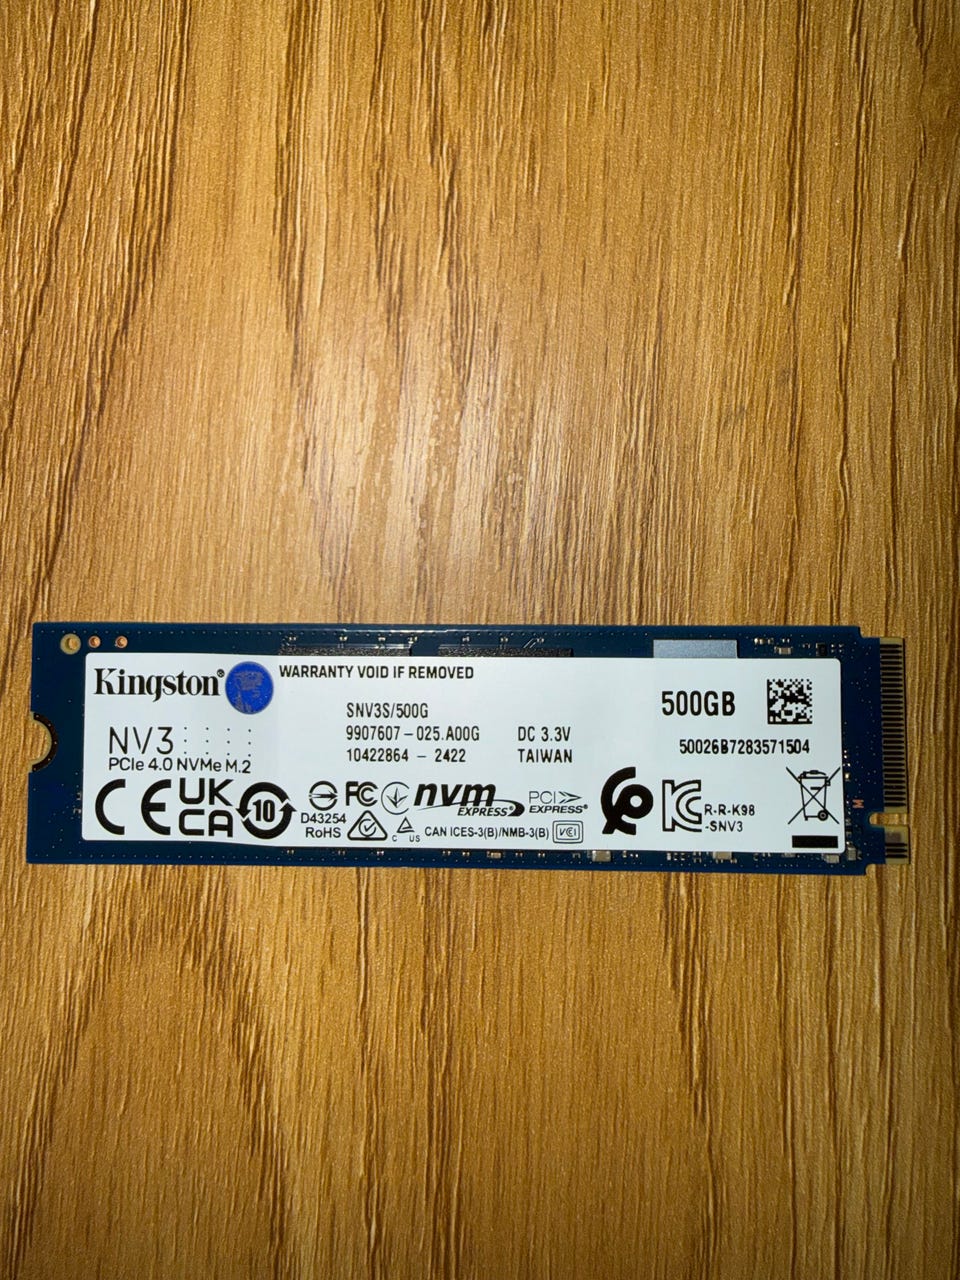 Kingston®
WARRANTY VOID IF REMOVED
NV3
PCIe 4.0 NVMe M.2
SNV3S/500G
9907607-025.A00G
10422864 - 2422
DC 3.3V
TAIWAN
500GB
50026B7283571504
CE
UK
CA
10
D43254
RoHS
FC
nvm
EXPRESS®
PCI
EXPRESS®
C US
CAN ICES-3(B)/NMB-3(B)
VCI
R-R-K98
-SNV3
M